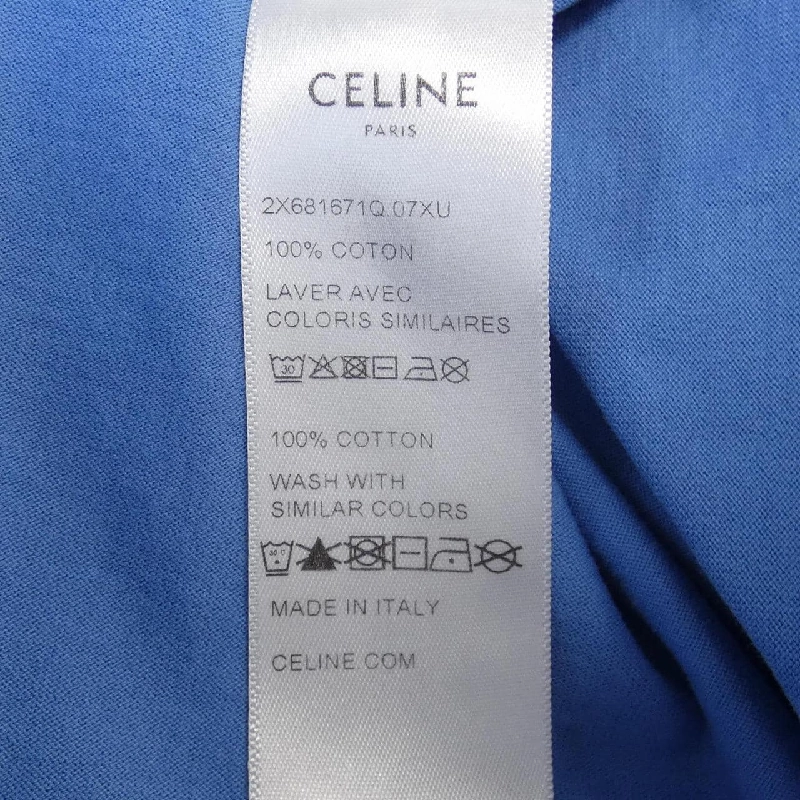 CELINE
PARIS
2X681671Q.07XU
100% COTON
LAVER AVEC
COLORIS SIMILAIRES
30
100% COTTON
WASH WITH
SIMILAR COLORS
MADE IN ITALY
CELINE.COM